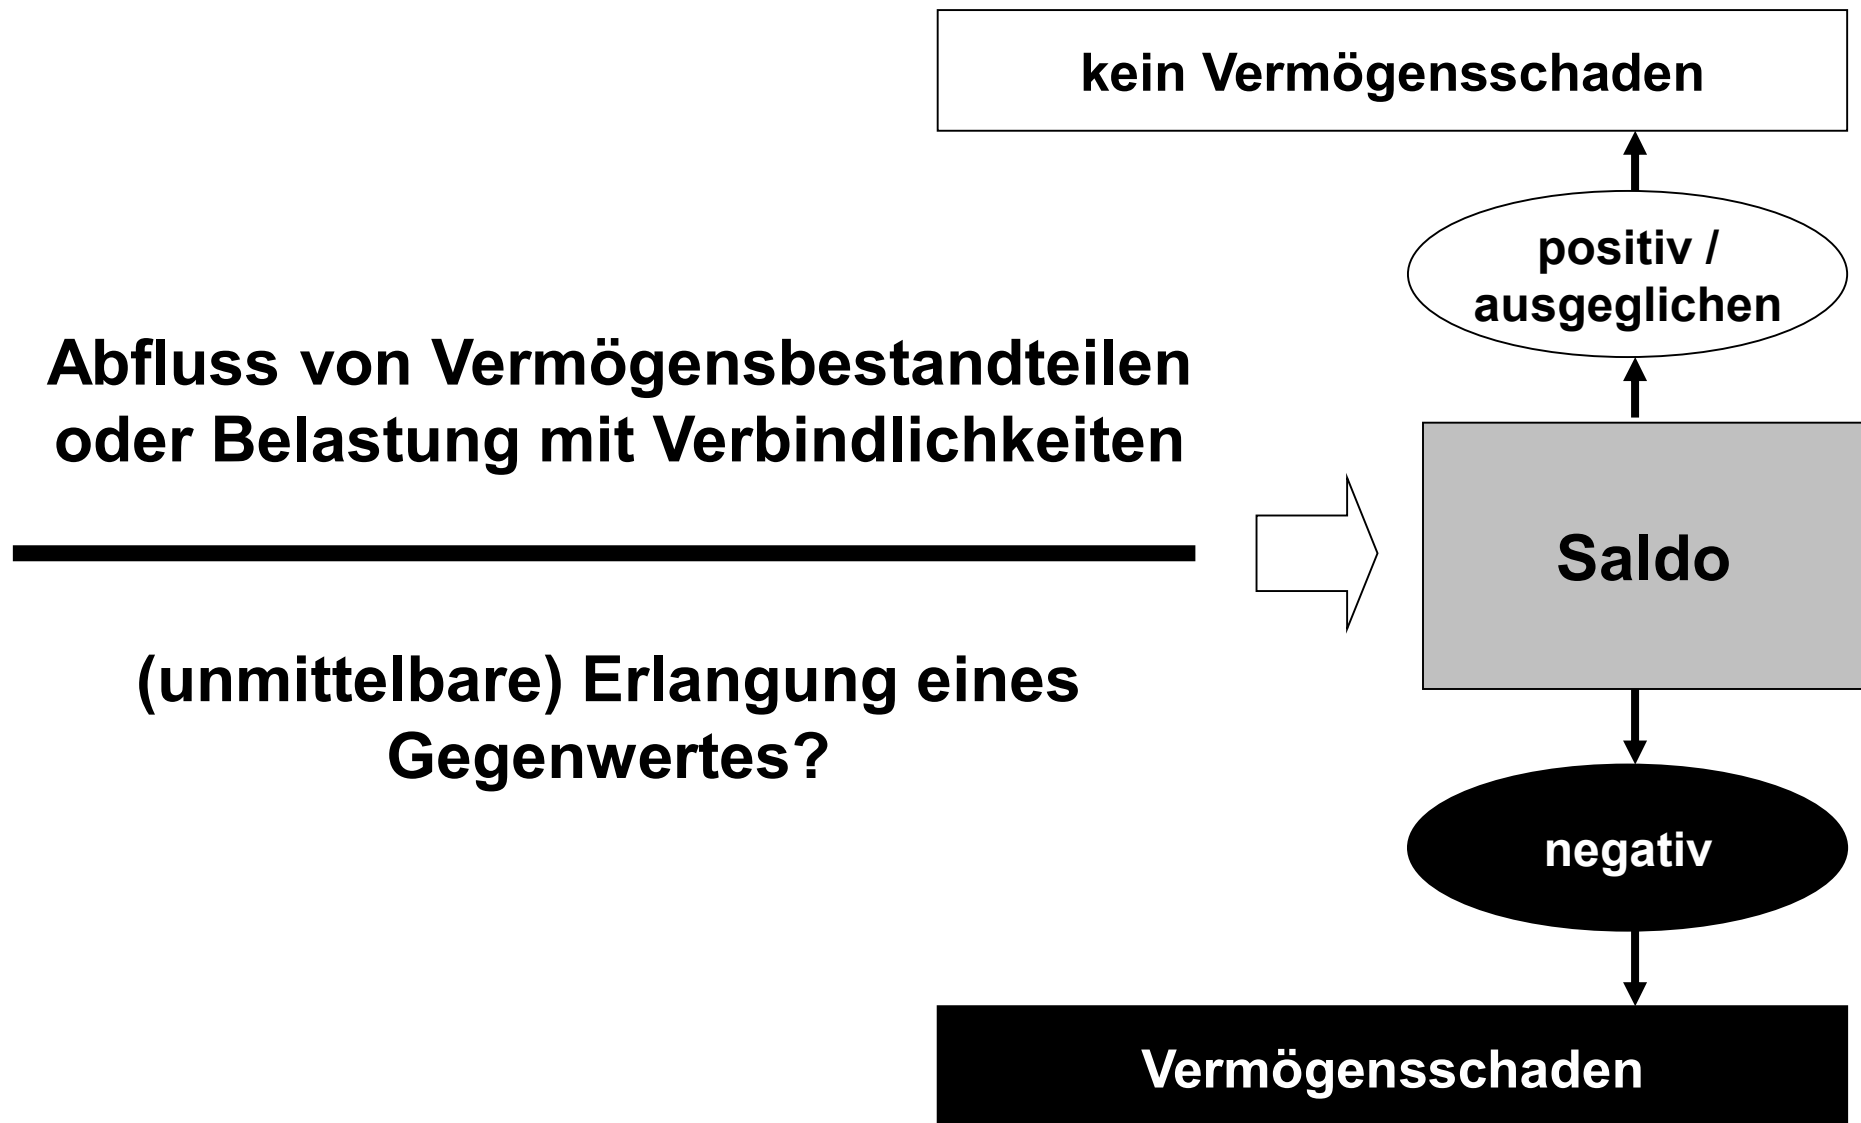 kein Vermögensschaden
positiv /
ausgeglichen
Abfluss von Vermögensbestandteilen
oder Belastung mit Verbindlichkeiten
Saldo
(unmittelbare) Erlangung eines
Gegenwertes?
negativ
Vermögensschaden